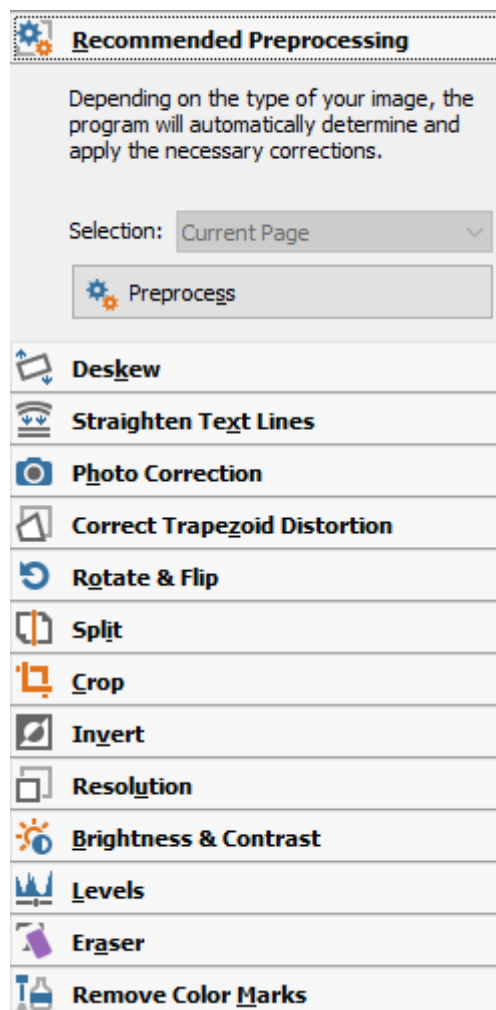 Recommended Preprocessing
Depending on the type of your image, the
program will automatically determine and
apply the necessary corrections.
Selection: Current Page
Preprocess
Deskew
Straighten Text Lines
Photo Correction
Correct Trapezoid Distortion
Rotate & Flip
Split
Crop
Invert
Resolution
Brightness & Contrast
Levels
Eraser
Remove Color Marks